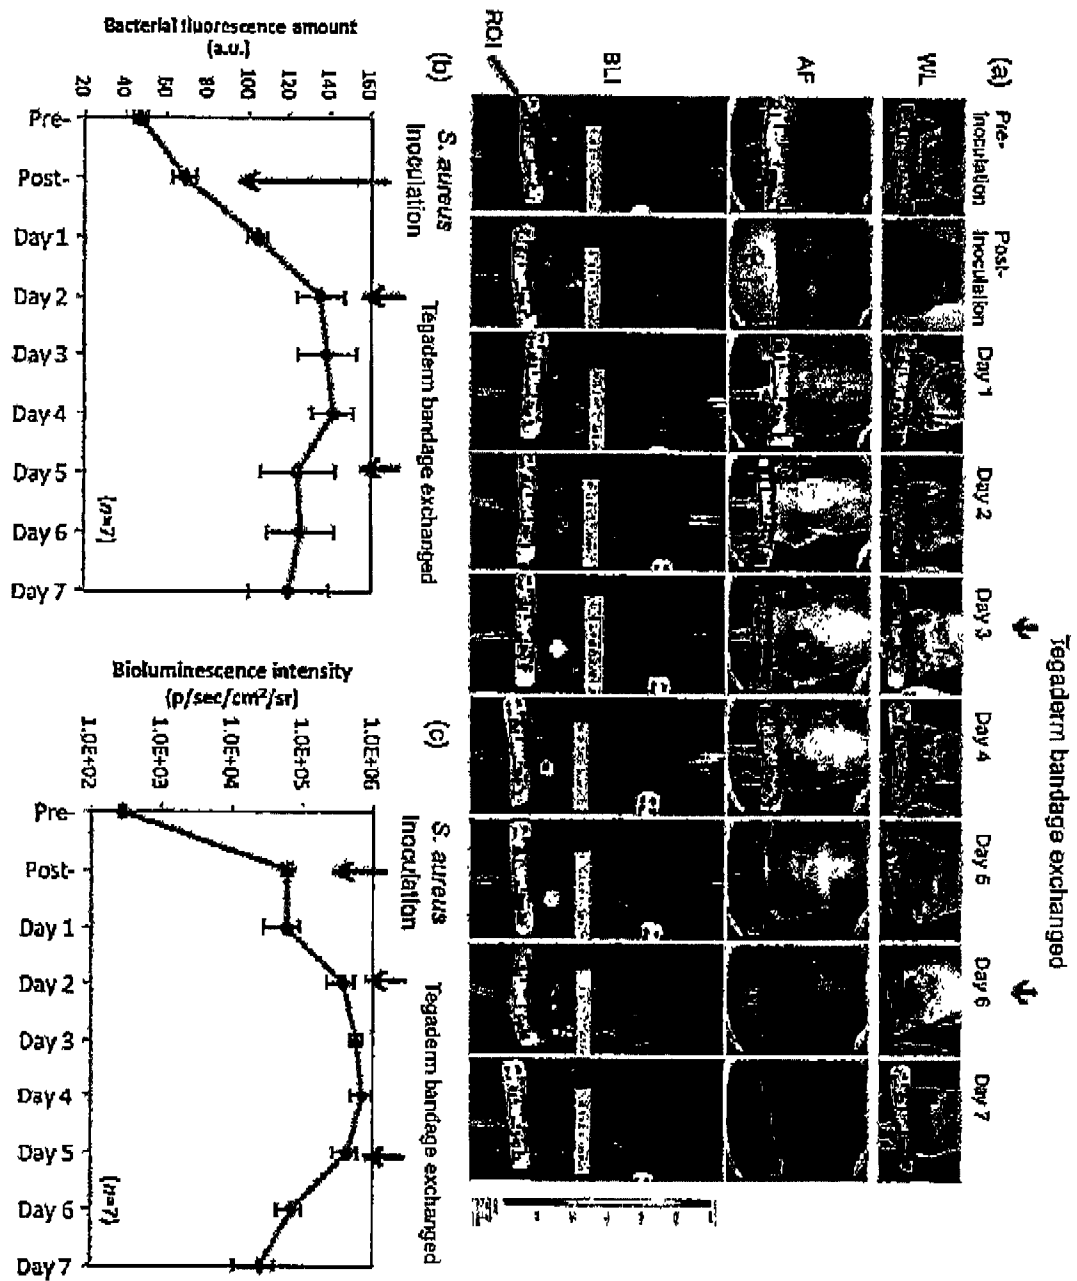 Tegaderm bandage exchanged
(a)
Pre-
Inoculation
Post-
Inoculation
Day 1
Day 2
Day 3
Day 4
Day 5
Day 6
Day 7
WL
AF
BLI
ROI
(b)
S. aureus
Inoculation
Tegaderm bandage exchanged
Bacterial fluorescence amount
(a.u.)
160
140
120
100
80
60
40
20
Pre-
Post-
Day 1
Day 2
Day 3
Day 4
Day 5
Day 6
Day 7
(n=7)
(c)
S. aureus
Inoculation
Tegaderm bandage exchanged
Bioluminescence intensity
(p/sec/cm²/sr)
1.0E+06
1.0E+05
1.0E+04
1.0E+03
1.0E+02
Pre-
Post-
Day 1
Day 2
Day 3
Day 4
Day 5
Day 6
Day 7
(n=7)